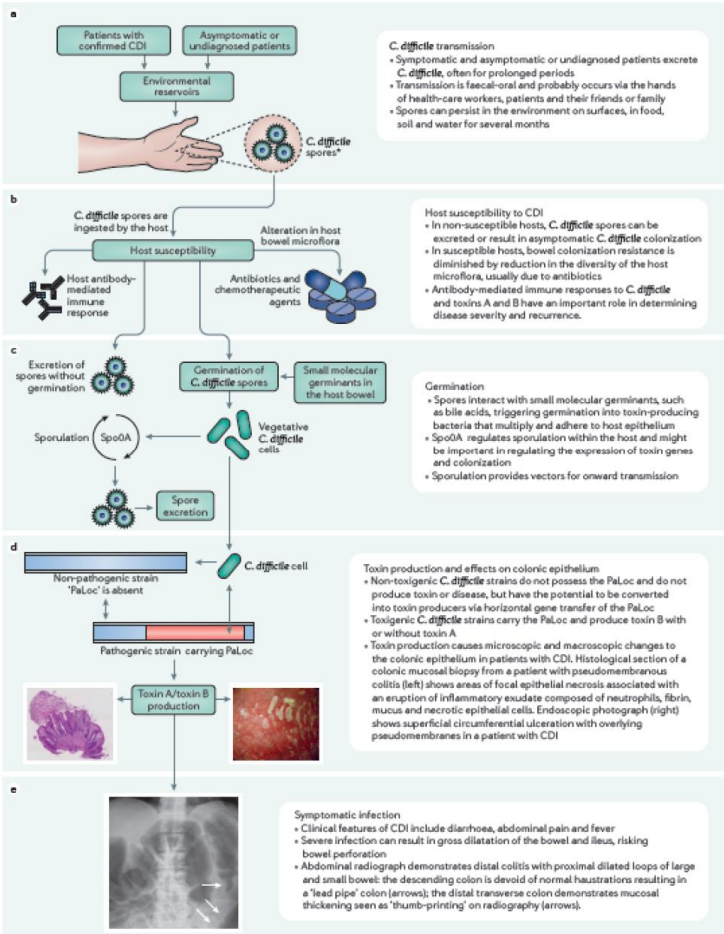 a
Patients with
confirmed CDI
Asymptomatic or
undiagnosed patients
Environmental
reservoirs
C. difficile
spores*
C. difficile transmission
• Symptomatic and asymptomatic or undiagnosed patients excrete
C. difficile, often for prolonged periods
• Transmission is faecal-oral and probably occurs via the hands
of health-care workers, patients and their friends or family
• Spores can persist in the environment on surfaces, in food,
soil and water for several months
b
C. difficile spores are
ingested by the host
Alteration in host
bowel microflora
Host susceptibility
Host antibody-
mediated
immune
response
Antibiotics and
chemotherapeutic
agents
Host susceptibility to CDI
• In non-susceptible hosts, C. difficile spores can be
excreted or result in asymptomatic C. difficile colonization
• In susceptible hosts, bowel colonization resistance is
diminished by reduction in the diversity of the host
microflora, usually due to antibiotics
• Antibody-mediated immune responses to C. difficile
and toxins A and B have an important role in determining
disease severity and recurrence.
c
Excretion of
spores without
germination
Germination of
C. difficile spores
Small molecular
germinants in
the host bowel
Sporulation
Spo0A
Vegetative
C. difficile
cells
Spore
excretion
Germination
• Spores interact with small molecular germinants, such
as bile acids, triggering germination into toxin-producing
bacteria that multiply and adhere to host epithelium
• Spo0A regulates sporulation within the host and might
be important in regulating the expression of toxin genes
and colonization
• Sporulation provides vectors for onward transmission
d
C. difficile cell
Non-pathogenic strain
'PaLoc' is absent
Pathogenic strain carrying PaLoc
Toxin A/toxin B
production
Toxin production and effects on colonic epithelium
• Non-toxigenic C. difficile strains do not possess the PaLoc and do not
produce toxin or disease, but have the potential to be converted
into toxin producers via horizontal gene transfer of the PaLoc
• Toxigenic C. difficile strains carry the PaLoc and produce toxin B with
or without toxin A
• Toxin production causes microscopic and macroscopic changes to
the colonic epithelium in patients with CDI. Histological section of a
colonic mucosal biopsy from a patient with pseudomembranous
colitis (left) shows areas of focal epithelial necrosis associated with
an eruption of inflammatory exudate composed of neutrophils, fibrin,
mucus and necrotic epithelial cells. Endoscopic photograph (right)
shows superficial circumferential ulceration with overlying
pseudomembranes in a patient with CDI
e
Symptomatic infection
• Clinical features of CDI include diarrhoea, abdominal pain and fever
• Severe infection can result in gross dilatation of the bowel and ileus, risking
bowel perforation
• Abdominal radiograph demonstrates distal colitis with proximal dilated loops of large
and small bowel: the descending colon is devoid of normal haustrations resulting in
a 'lead pipe' colon (arrows); the distal transverse colon demonstrates mucosal
thickening seen as 'thumb-printing' on radiography (arrows).